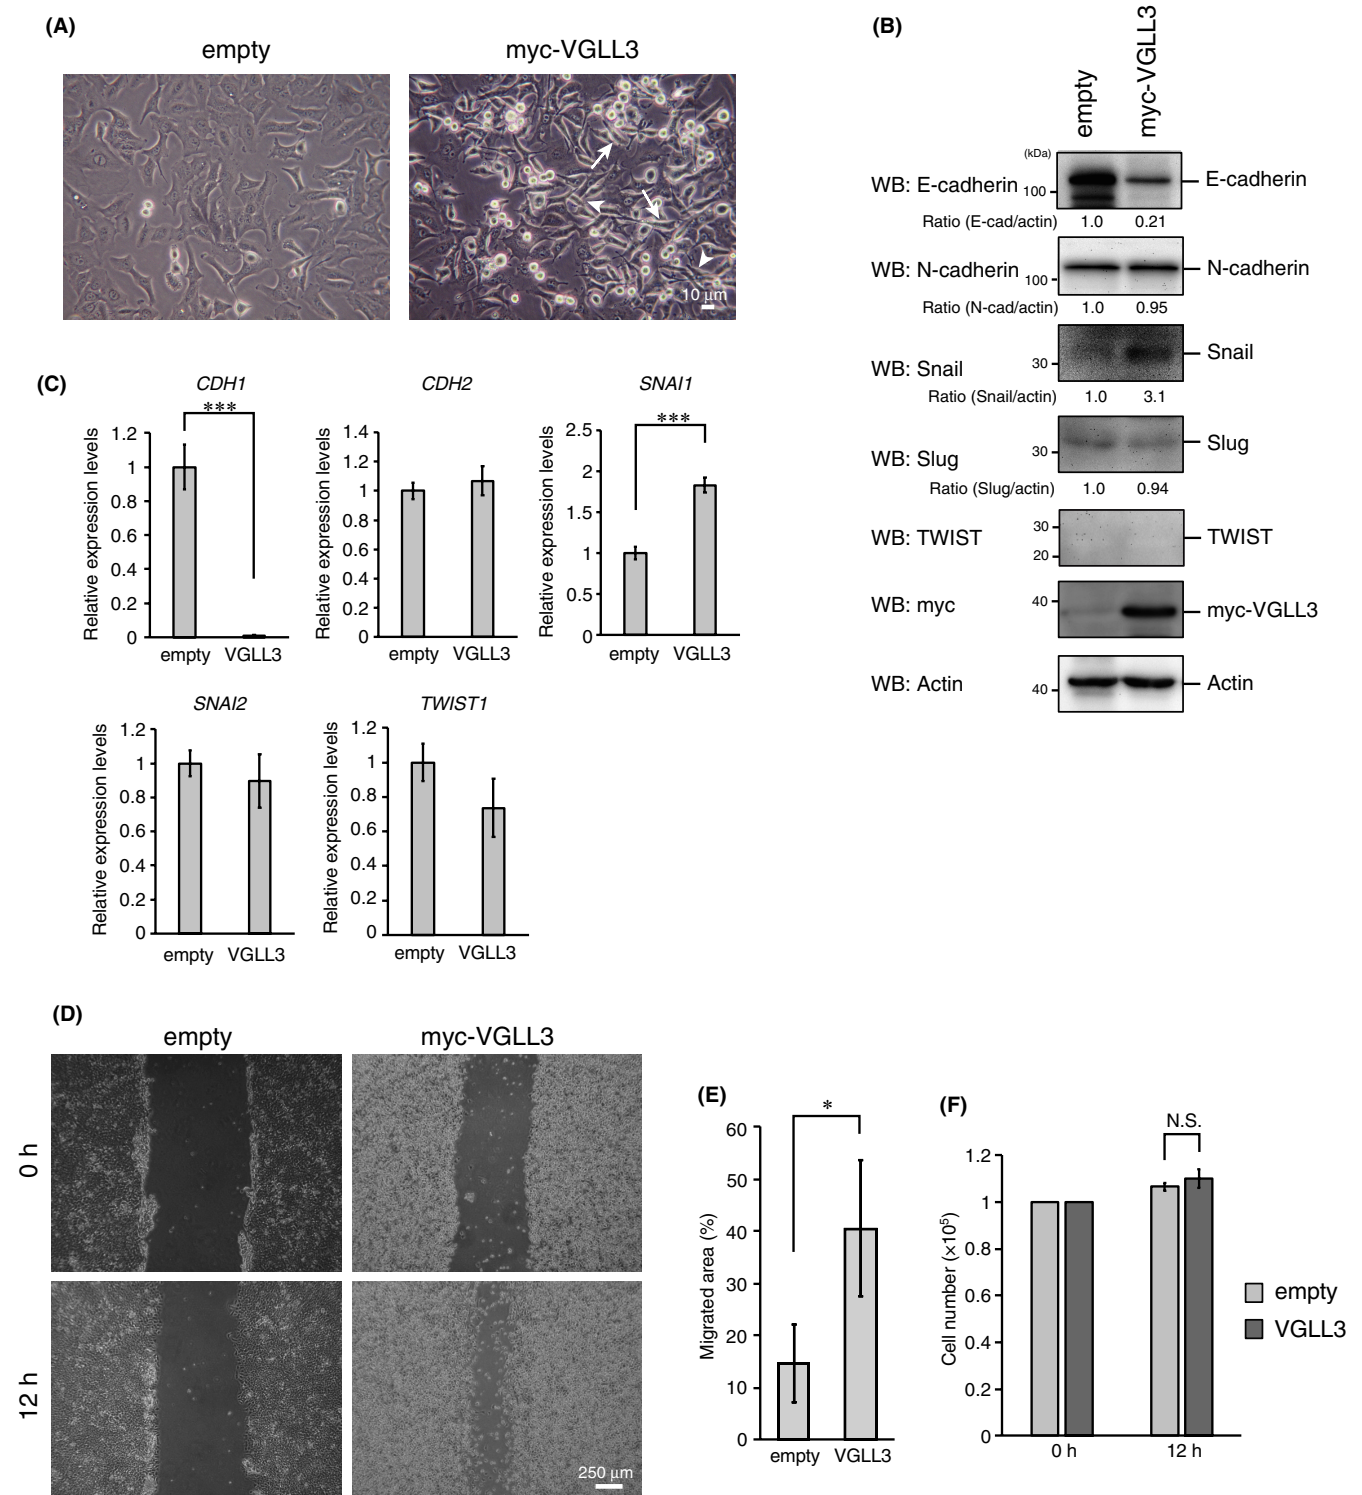 (A)
empty
myc-VGLL3
10 μm
(B)
empty
myc-VGLL3
(kDa)
WB: E-cadherin 100 E-cadherin
Ratio (E-cad/actin) 1.0 0.21
WB: N-cadherin 100 N-cadherin
Ratio (N-cad/actin) 1.0 0.95
WB: Snail 30 Snail
Ratio (Snail/actin) 1.0 3.1
WB: Slug 30 Slug
Ratio (Slug/actin) 1.0 0.94
WB: TWIST 30 20 TWIST
WB: myc 40 myc-VGLL3
WB: Actin 40 Actin
(C)
CDH1
***
Relative expression levels
1.2
1
0.8
0.6
0.4
0.2
0
empty VGLL3
CDH2
Relative expression levels
1.4
1.2
1
0.8
0.6
0.4
0.2
0
empty VGLL3
SNAI1
***
Relative expression levels
2.5
2
1.5
1
0.5
0
empty VGLL3
SNAI2
Relative expression levels
1.2
1
0.8
0.6
0.4
0.2
0
empty VGLL3
TWIST1
Relative expression levels
1.2
1
0.8
0.6
0.4
0.2
0
empty VGLL3
(D)
empty
myc-VGLL3
0 h
12 h
250 μm
(E)
*
Migrated area (%)
60
50
40
30
20
10
0
empty VGLL3
(F)
N.S.
Cell number (×10⁵)
1.2
1
0.8
0.6
0.4
0.2
0
0 h 12 h
empty
VGLL3